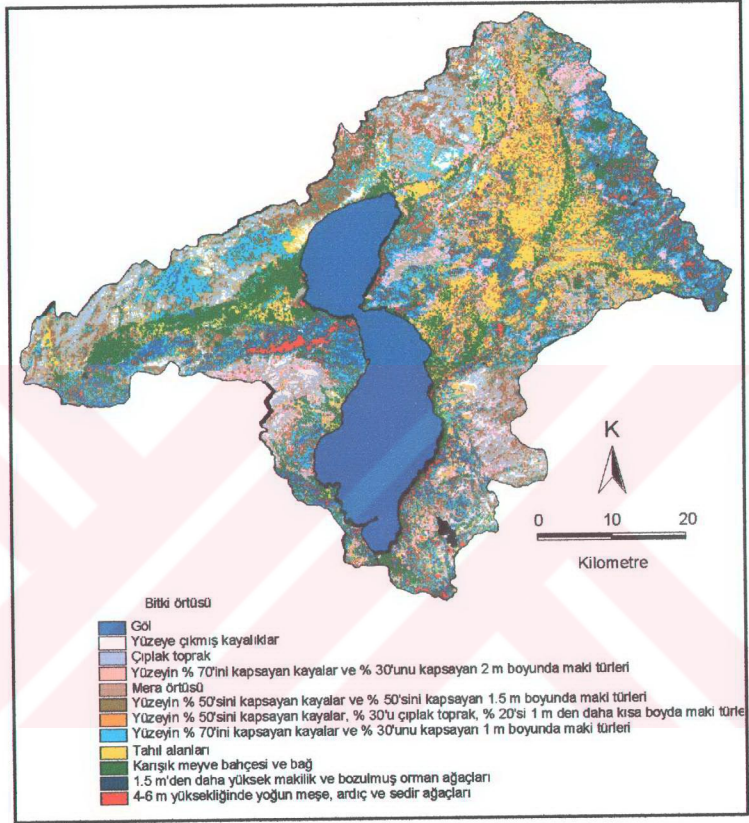 K
0 10 20
Kilometre
Bitki örtüsü
Göl
Yüzeye çıkmış kayalıklar
Çıplak toprak
Yüzeyin % 70'ini kapsayan kayalar ve % 30'unu kapsayan 2 m boyunda maki türleri
Mera örtüsü
Yüzeyin % 50'sini kapsayan kayalar ve % 50'sini kapsayan 1.5 m boyunda maki türleri
Yüzeyin % 50'sini kapsayan kayalar, % 30'u çıplak toprak, % 20'si 1 m den daha kısa boyda maki türle
Yüzeyin % 70'ini kapsayan kayalar ve % 30'unu kapsayan 1 m boyunda maki türleri
Tahıl alanları
Karışık meyve bahçesi ve bağ
1.5 m'den daha yüksek makilik ve bozulmuş orman ağaçları
4-6 m yüksekliğinde yoğun meşe, ardıç ve sedir ağaçları